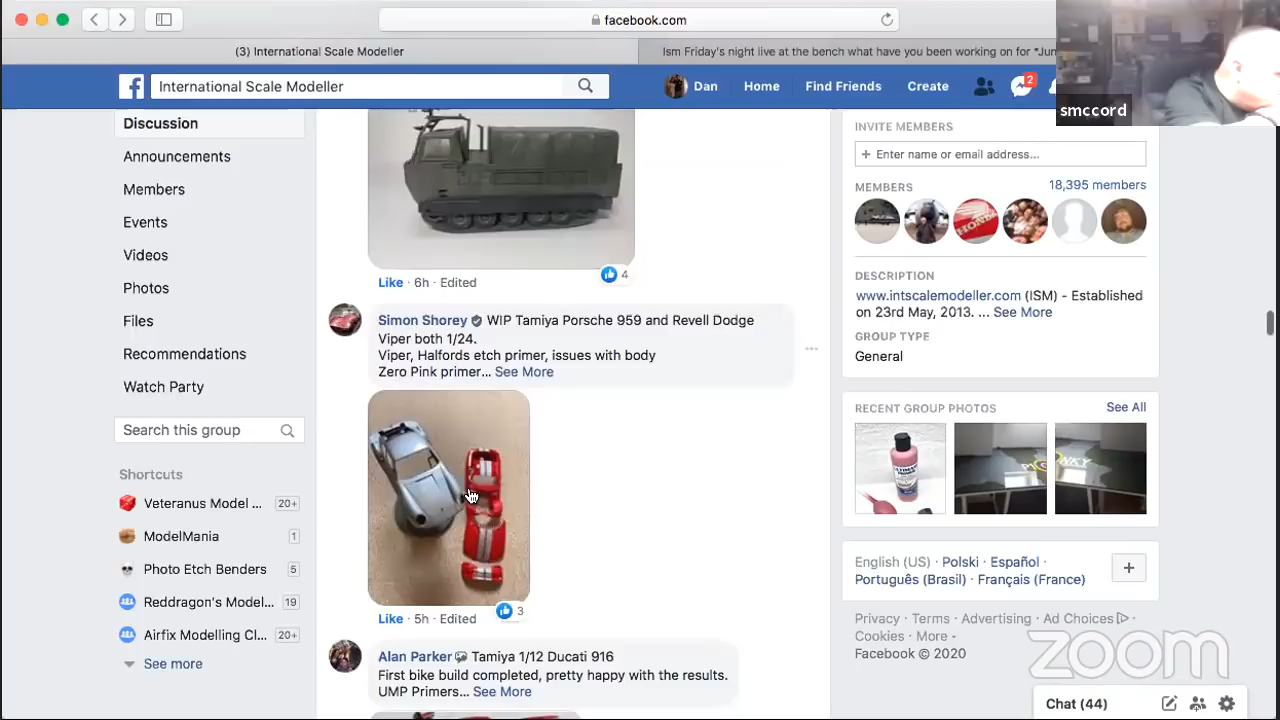 facebook.com
(3) International Scale Modeller
Ism Friday's night live at the bench what have you been working on for "Jun
International Scale Modeller
Dan
Home
Find Friends
Create
2
smccord
Discussion
Announcements
Members
Events
Videos
Photos
Files
Recommendations
Watch Party
Search this group
Shortcuts
Veteranus Model ...
20+
ModelMania
1
Photo Etch Benders
5
Reddragon's Model...
19
Airfix Modelling Cl...
20+
See more
Like · 6h · Edited
4
Simon Shorey WIP Tamiya Porsche 959 and Revell Dodge
Viper both 1/24.
Viper, Halfords etch primer, issues with body
Zero Pink primer... See More
Like · 5h · Edited
3
Alan Parker Tamiya 1/12 Ducati 916
First bike build completed, pretty happy with the results.
UMP Primers... See More
INVITE MEMBERS
+ Enter name or email address...
MEMBERS
18,395 members
HONDA
DESCRIPTION
www.intscalemodeller.com (ISM) - Established
on 23rd May, 2013. ... See More
GROUP TYPE
General
RECENT GROUP PHOTOS
See All
English (US) · Polski · Español ·
Português (Brasil) · Français (France)
+
Privacy · Terms · Advertising · Ad Choices ·
Cookies · More
Facebook © 2020
zoom
Chat (44)